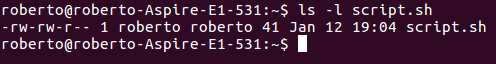 roberto@roberto-Aspire-E1-531:~$ ls -l script.sh
-rw-rw-r-- 1 roberto roberto 41 Jan 12 19:04 script.sh
roberto@roberto-Aspire-E1-531:~$